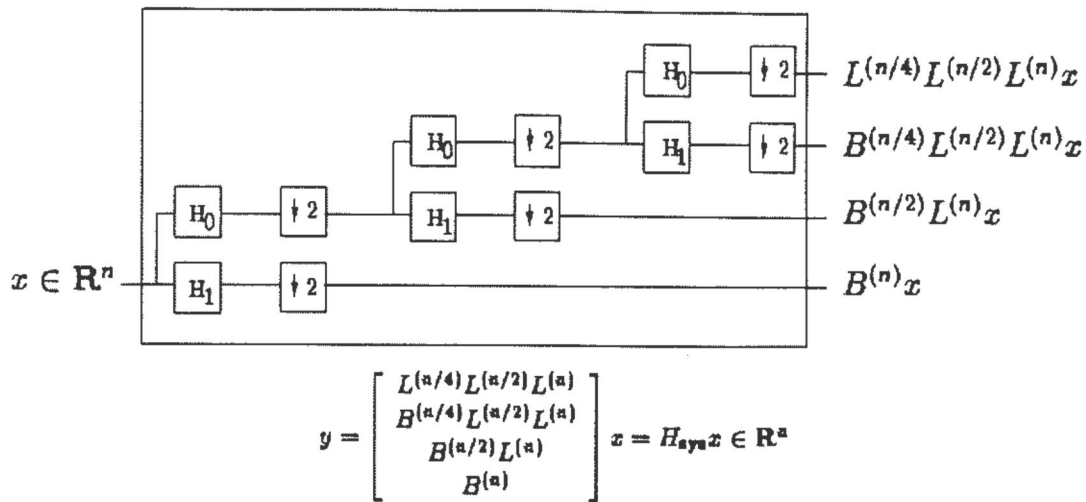 H₀ ↓ 2 L^(n/4) L^(n/2) L^(n) x
H₀ ↓ 2 H₁ ↓ 2 B^(n/4) L^(n/2) L^(n) x
H₀ ↓ 2 H₁ ↓ 2 B^(n/2) L^(n) x
x ∈ R^n H₁ ↓ 2 B^(n) x
L^(n/4) L^(n/2) L^(n)
B^(n/4) L^(n/2) L^(n)
y = [ ] x = H_sys x ∈ R^n
B^(n/2) L^(n)
B^(n)